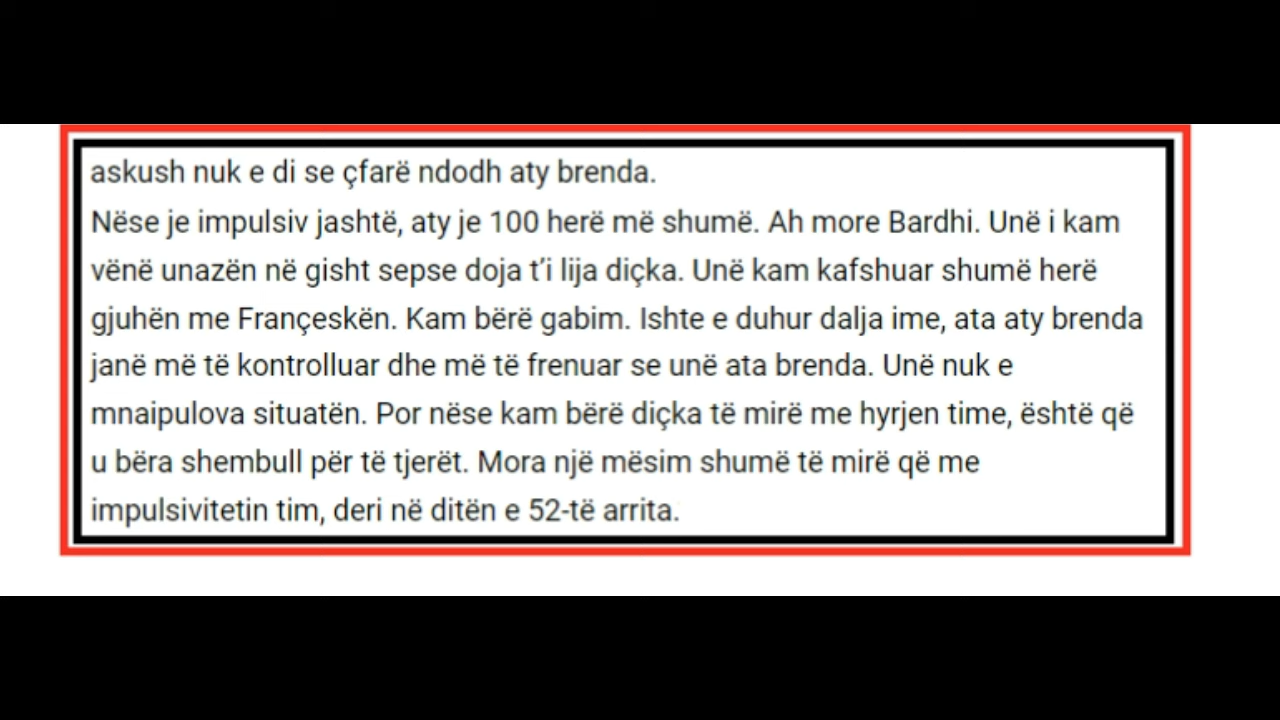 askush nuk e di se çfarë ndodh aty brenda.
Nëse je impulsiv jashtë, aty je 100 herë më shumë. Ah more Bardhi. Unë i kam
vënë unazën në gisht sepse doja t’i lija diçka. Unë kam kafshuar shumë herë
gjuhën me Françeskën. Kam bërë gabim. Ishte e duhur dalja ime, ata aty brenda
janë më të kontrolluar dhe më të frenuar se unë ata brenda. Unë nuk e
mnaipulova situatën. Por nëse kam bërë diçka të mirë me hyrjen time, është që
u bëra shembull për të tjerët. Mora një mësim shumë të mirë që me
impulsivitetin tim, deri në ditën e 52-të arrita.